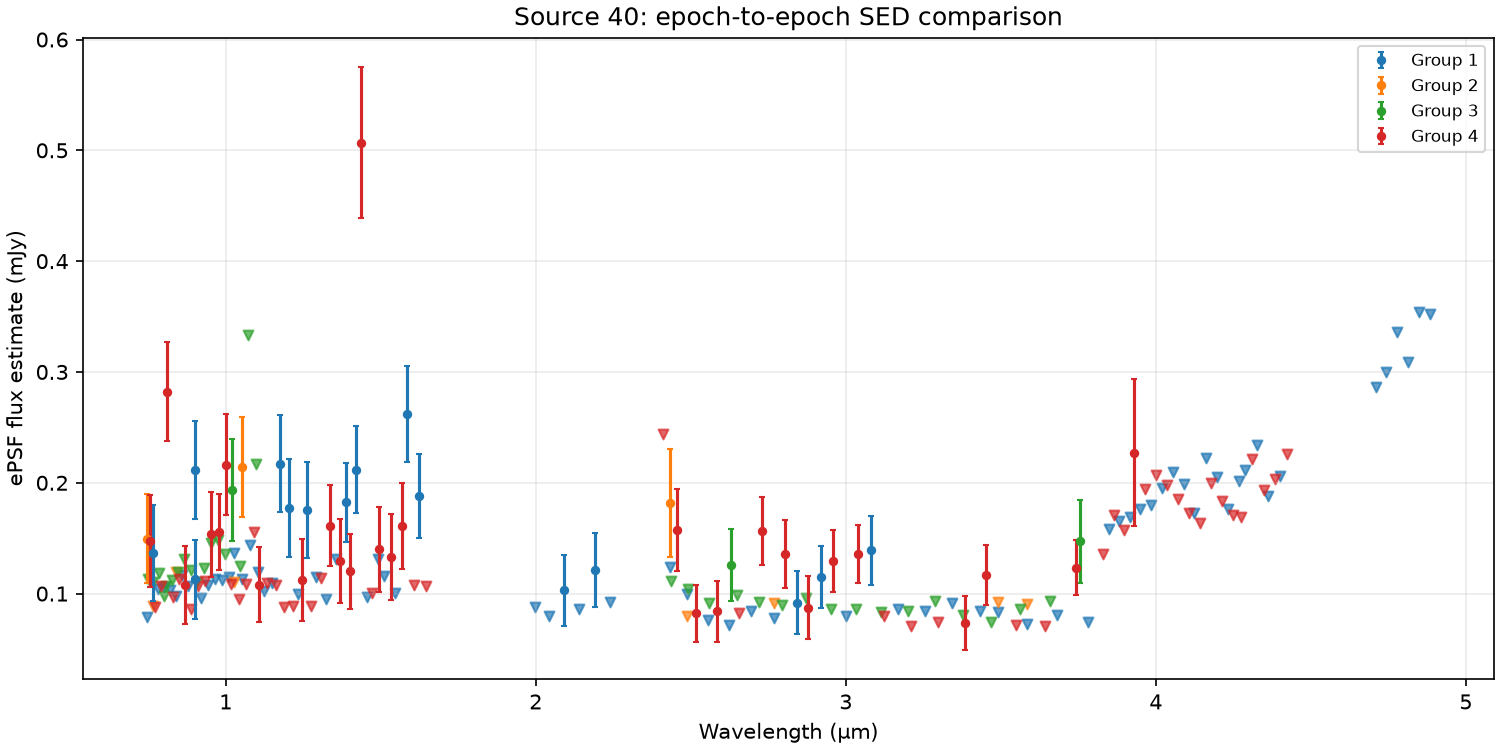 Source 40: epoch-to-epoch SED comparison
0.6
0.5
0.4
0.3
0.2
0.1
ePSF flux estimate (mJy)
Group 1
Group 2
Group 3
Group 4
1
2
3
4
5
Wavelength (μm)